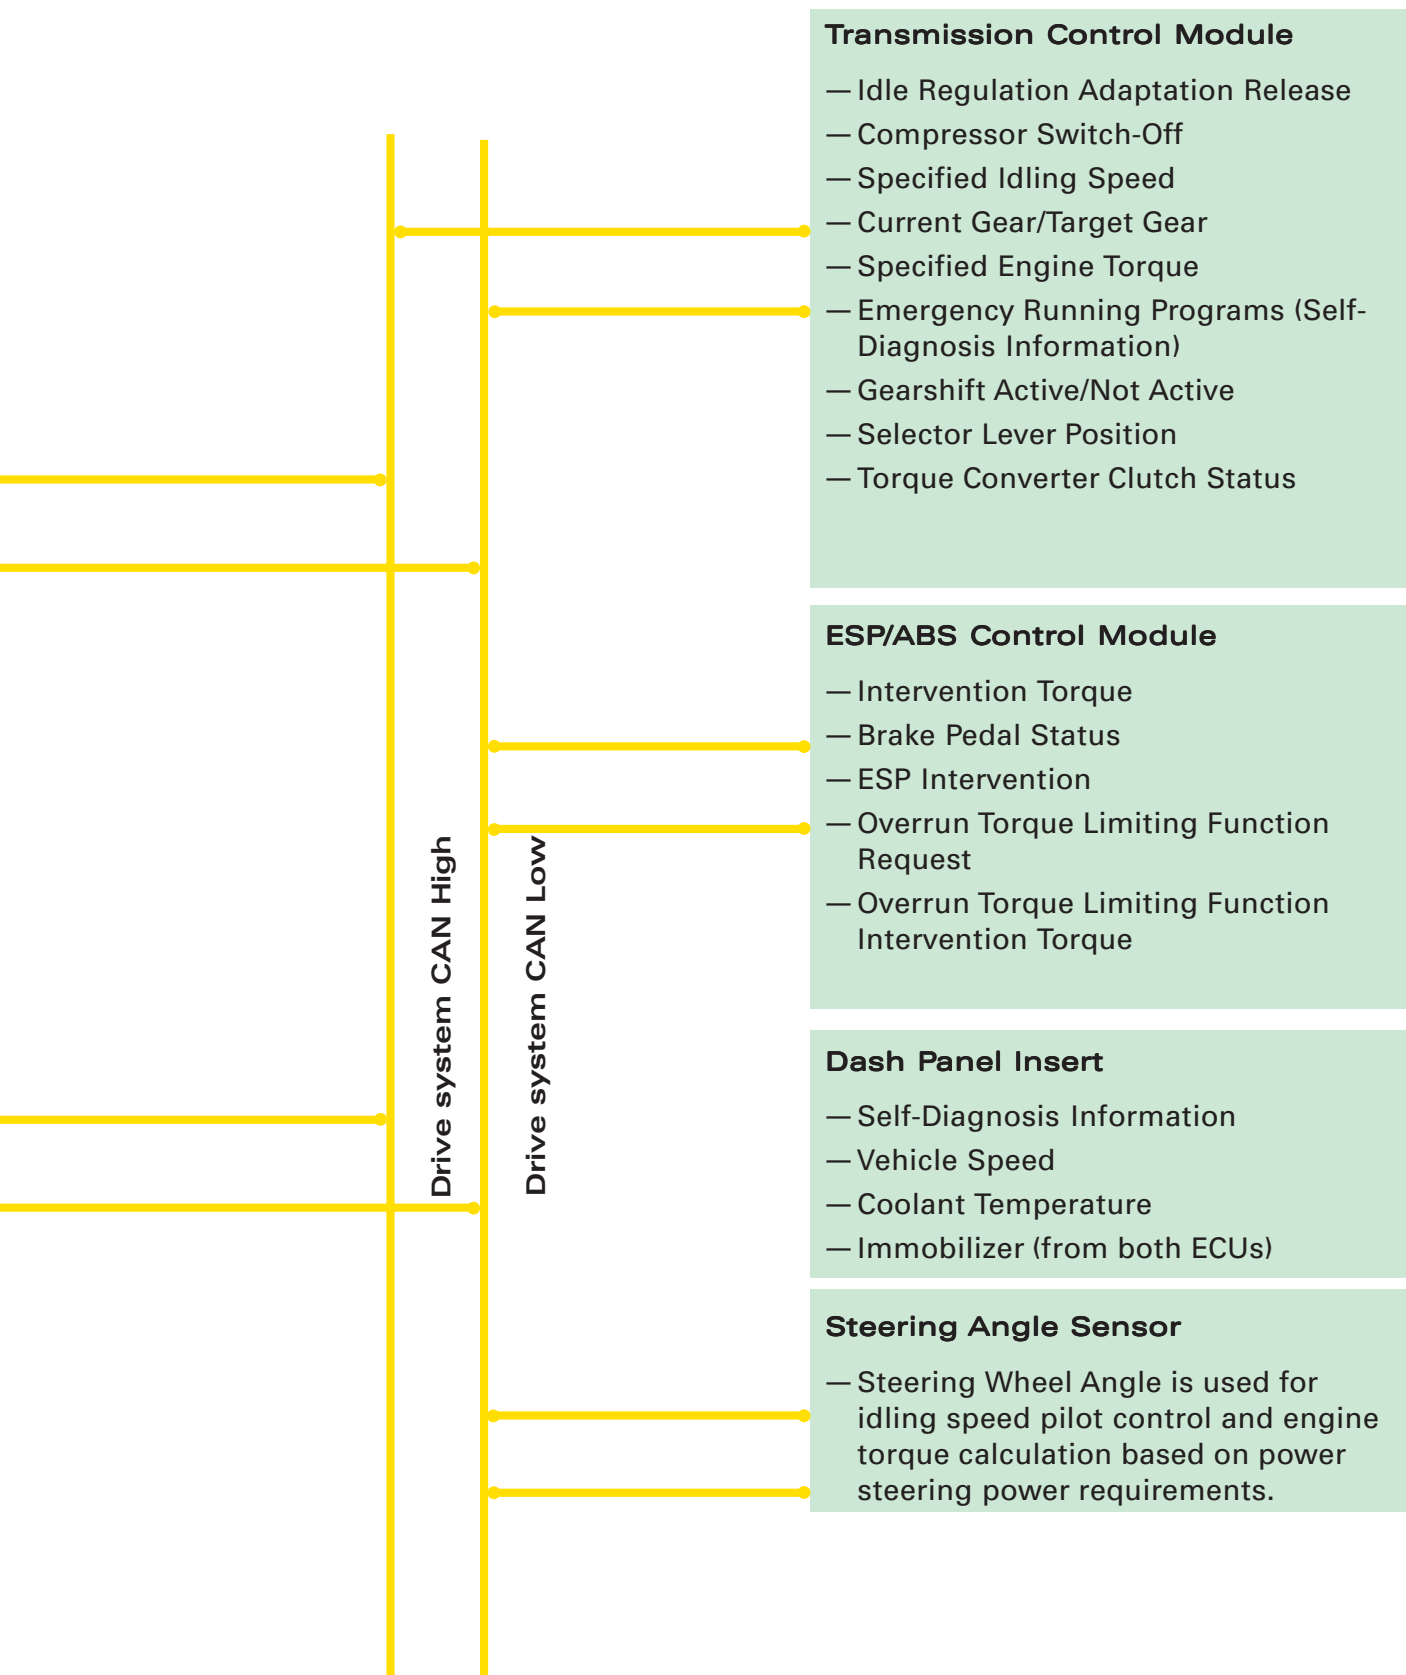 Transmission Control Module
— Idle Regulation Adaptation Release
— Compressor Switch-Off
— Specified Idling Speed
— Current Gear/Target Gear
— Specified Engine Torque
— Emergency Running Programs (Self-
Diagnosis Information)
— Gearshift Active/Not Active
— Selector Lever Position
— Torque Converter Clutch Status
ESP/ABS Control Module
— Intervention Torque
— Brake Pedal Status
— ESP Intervention
— Overrun Torque Limiting Function
Request
— Overrun Torque Limiting Function
Intervention Torque
Drive system CAN High
Drive system CAN Low
Dash Panel Insert
— Self-Diagnosis Information
— Vehicle Speed
— Coolant Temperature
— Immobilizer (from both ECUs)
Steering Angle Sensor
— Steering Wheel Angle is used for
idling speed pilot control and engine
torque calculation based on power
steering power requirements.